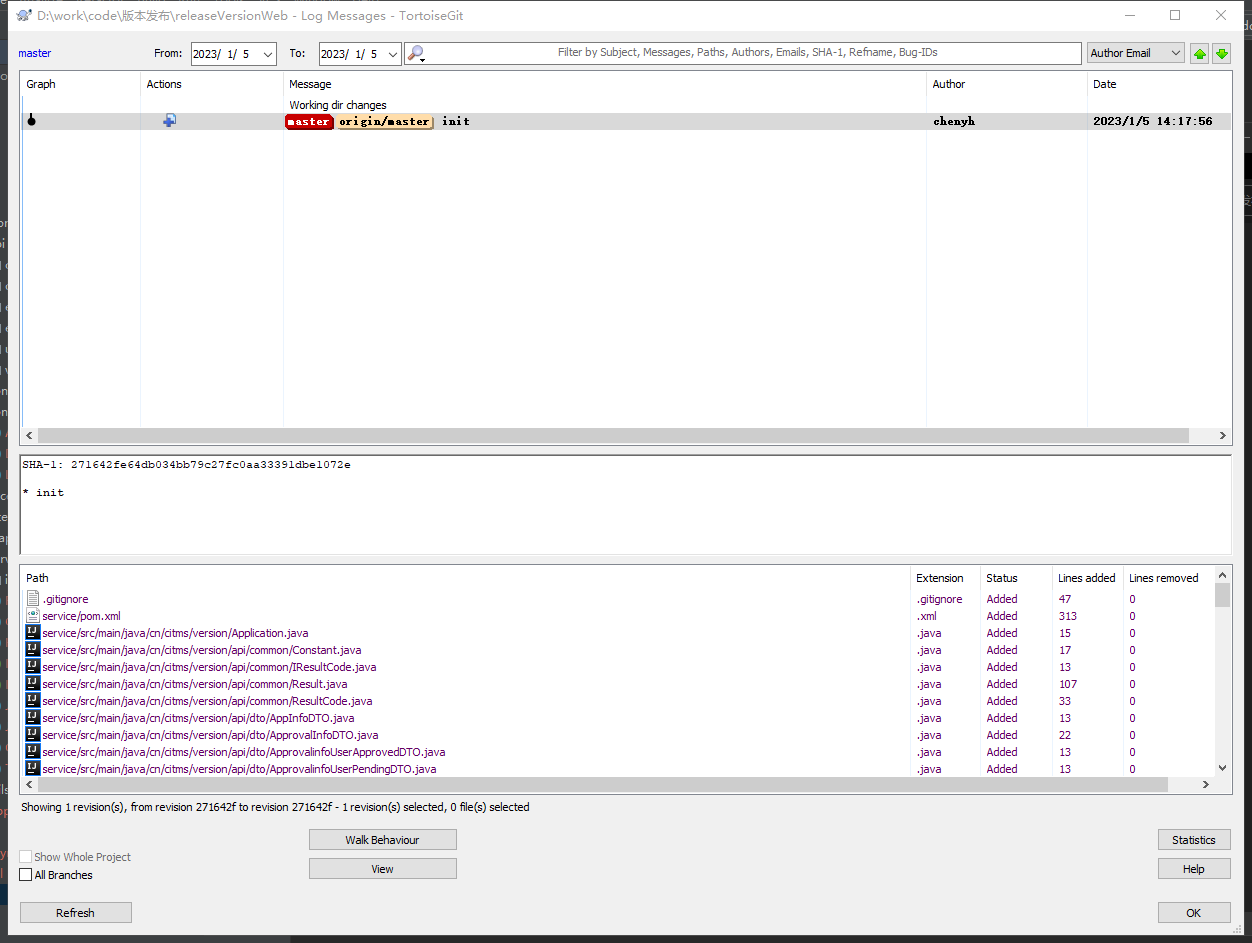 D:\work\code\版本发布\releaseVersionWeb - Log Messages - TortoiseGit
master From: 2023/ 1/ 5 To: 2023/ 1/ 5 Filter by Subject, Messages, Paths, Authors, Emails, SHA-1, Refname, Bug-IDs Author Email
Graph Actions Message Author Date
Working dir changes
master origin/master init chenyh 2023/1/5 14:17:56
SHA-1: 271642fe64db034bb79c27fc0aa33391dbe1072e
* init
Path Extension Status Lines added Lines removed
.gitignore .gitignore Added 47 0
service/pom.xml .xml Added 313 0
service/src/main/java/cn/citms/version/Application.java .java Added 15 0
service/src/main/java/cn/citms/version/api/common/Constant.java .java Added 17 0
service/src/main/java/cn/citms/version/api/common/IResultCode.java .java Added 13 0
service/src/main/java/cn/citms/version/api/common/Result.java .java Added 107 0
service/src/main/java/cn/citms/version/api/common/ResultCode.java .java Added 33 0
service/src/main/java/cn/citms/version/api/dto/AppInfoDTO.java .java Added 13 0
service/src/main/java/cn/citms/version/api/dto/ApprovalInfoDTO.java .java Added 22 0
service/src/main/java/cn/citms/version/api/dto/ApprovalinfoUserApprovedDTO.java .java Added 13 0
service/src/main/java/cn/citms/version/api/dto/ApprovalinfoUserPendingDTO.java .java Added 13 0
Showing 1 revision(s), from revision 271642f to revision 271642f - 1 revision(s) selected, 0 file(s) selected
Walk Behaviour Statistics
Show Whole Project
View Help
All Branches
Refresh OK